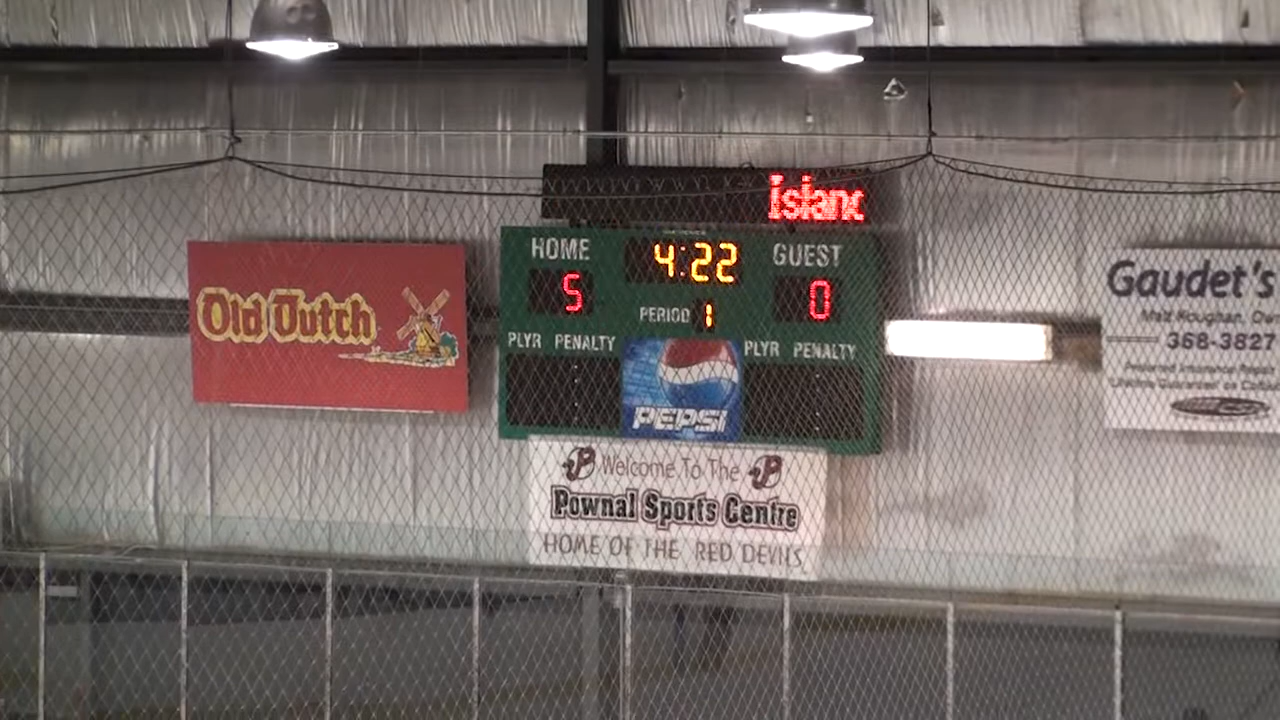 Islanc
HOME 4:22 GUEST
5 0
PERIOD 1
PLYR PENALTY PLYR PENALTY
Old Dutch
PEPSI
Welcome To The
Pownal Sports Centre
HOME OF THE RED DEVILS
Gaudet's
368-3827